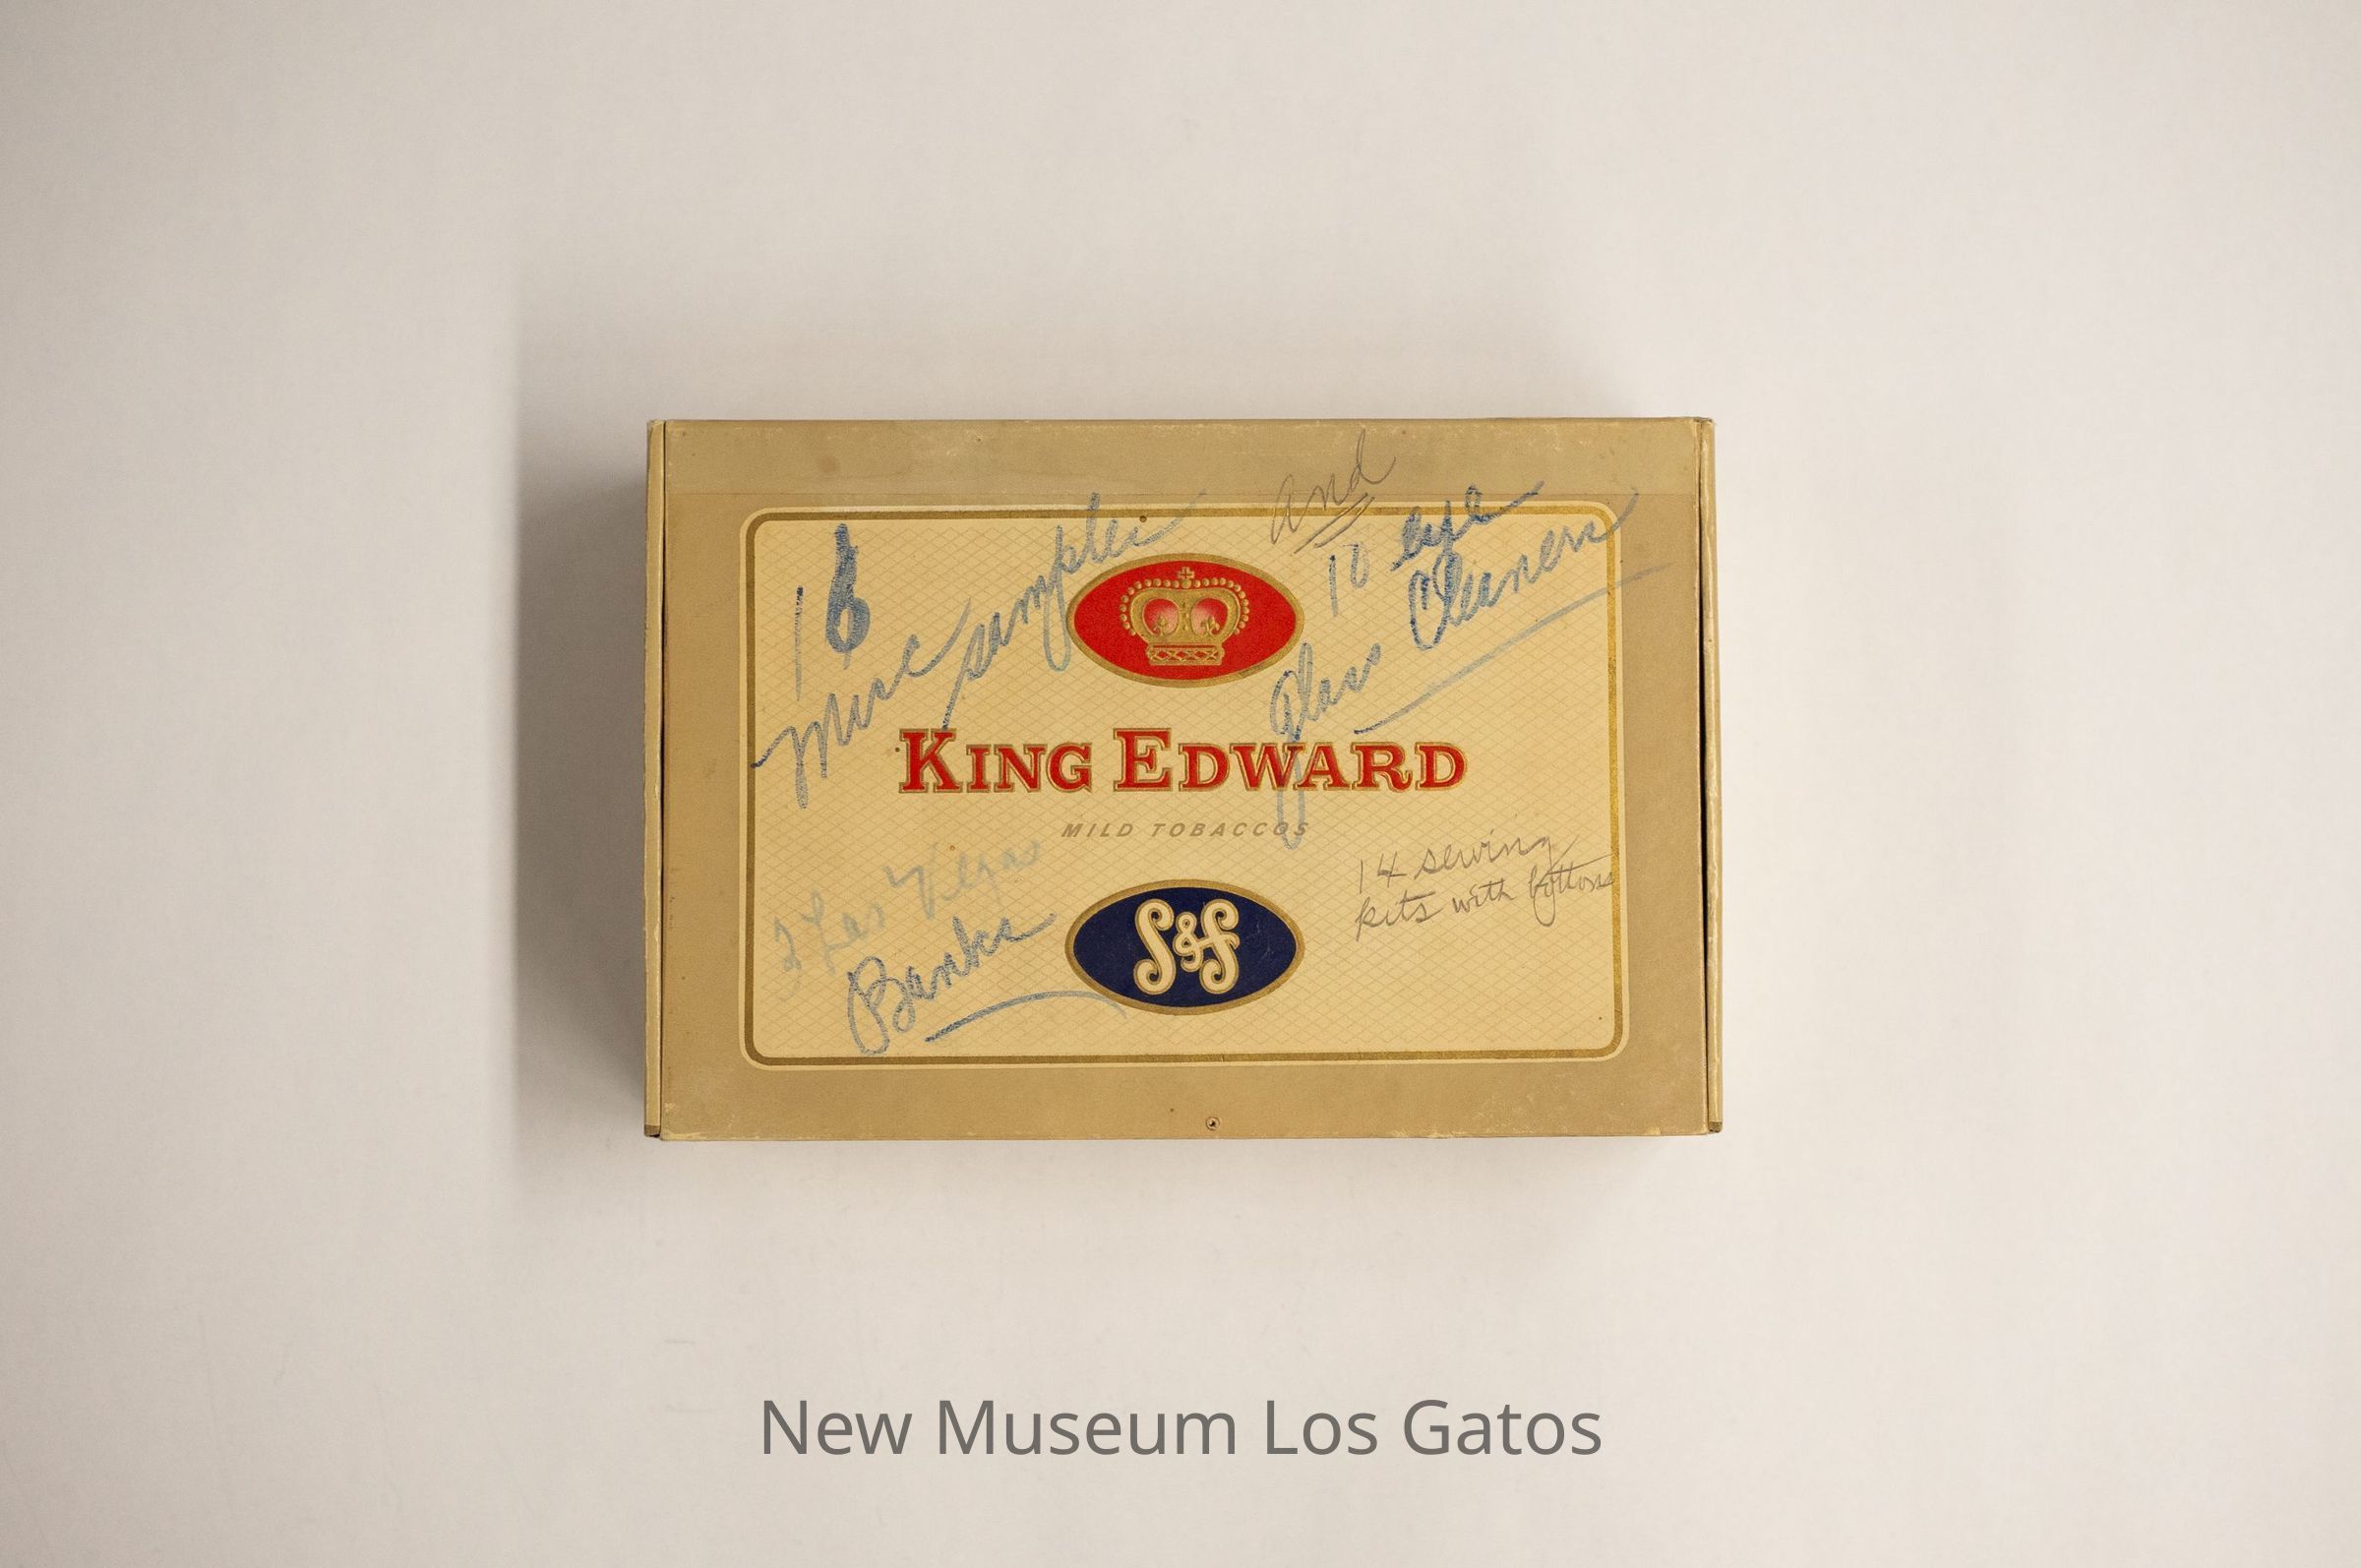 16
Misc samples
and
10 eye
Glass Cleaners
KING EDWARD
MILD TOBACCOS
3 Las Vegas
Banks
S&S
14 sewing
kits with buttons
New Museum Los Gatos